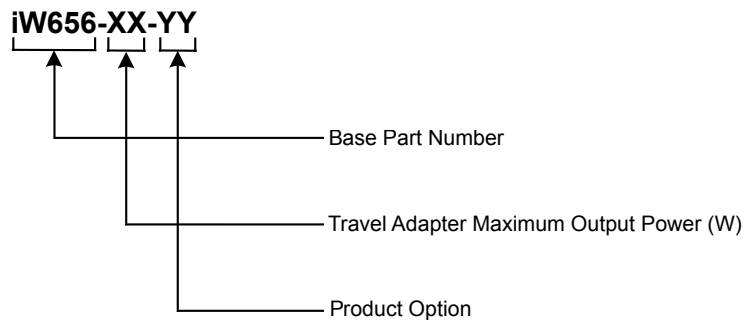 iW656-XX-YY
Base Part Number
Travel Adapter Maximum Output Power (W)
Product Option